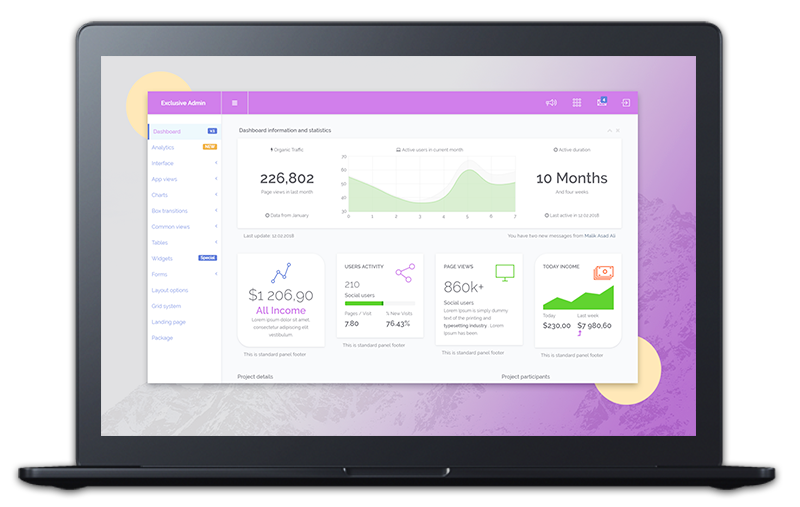 Exclusive Admin
4
Dashboard
V.3
Analytics
NEW
Interface
App views
Charts
Box transitions
Common views
Tables
Widgets
Special
Forms
Layout options
Grid system
Landing page
Package
Dashboard information and statistics
Organic Traffic
226,802
Page views in last month
Data from January
Active users in current month
70
60
50
40
30
0 1 2 3 4 5 6 7
Active duration
10 Months
And four weeks
Last active in 12.02.2018
Last update: 12.02.2018
You have two new messages from Malik Azad Ali
$1 206,90
All Income
Lorem ipsum dolor sit amet,
consectetur adipiscing elit
vestibulum
This is standard panel footer
USERS ACTIVITY
210
Social users
Pages / Visit
7.80
% New Visits
76.43%
This is standard panel footer
PAGE VIEWS
860k+
Social users
Lorem ipsum is simply dummy
text of the printing and
typesetting industry. Lorem
ipsum has been.
This is standard panel footer
TODAY INCOME
Today
$230,00
Last week
$7 980,60
This is standard panel footer
Project details
Project participants